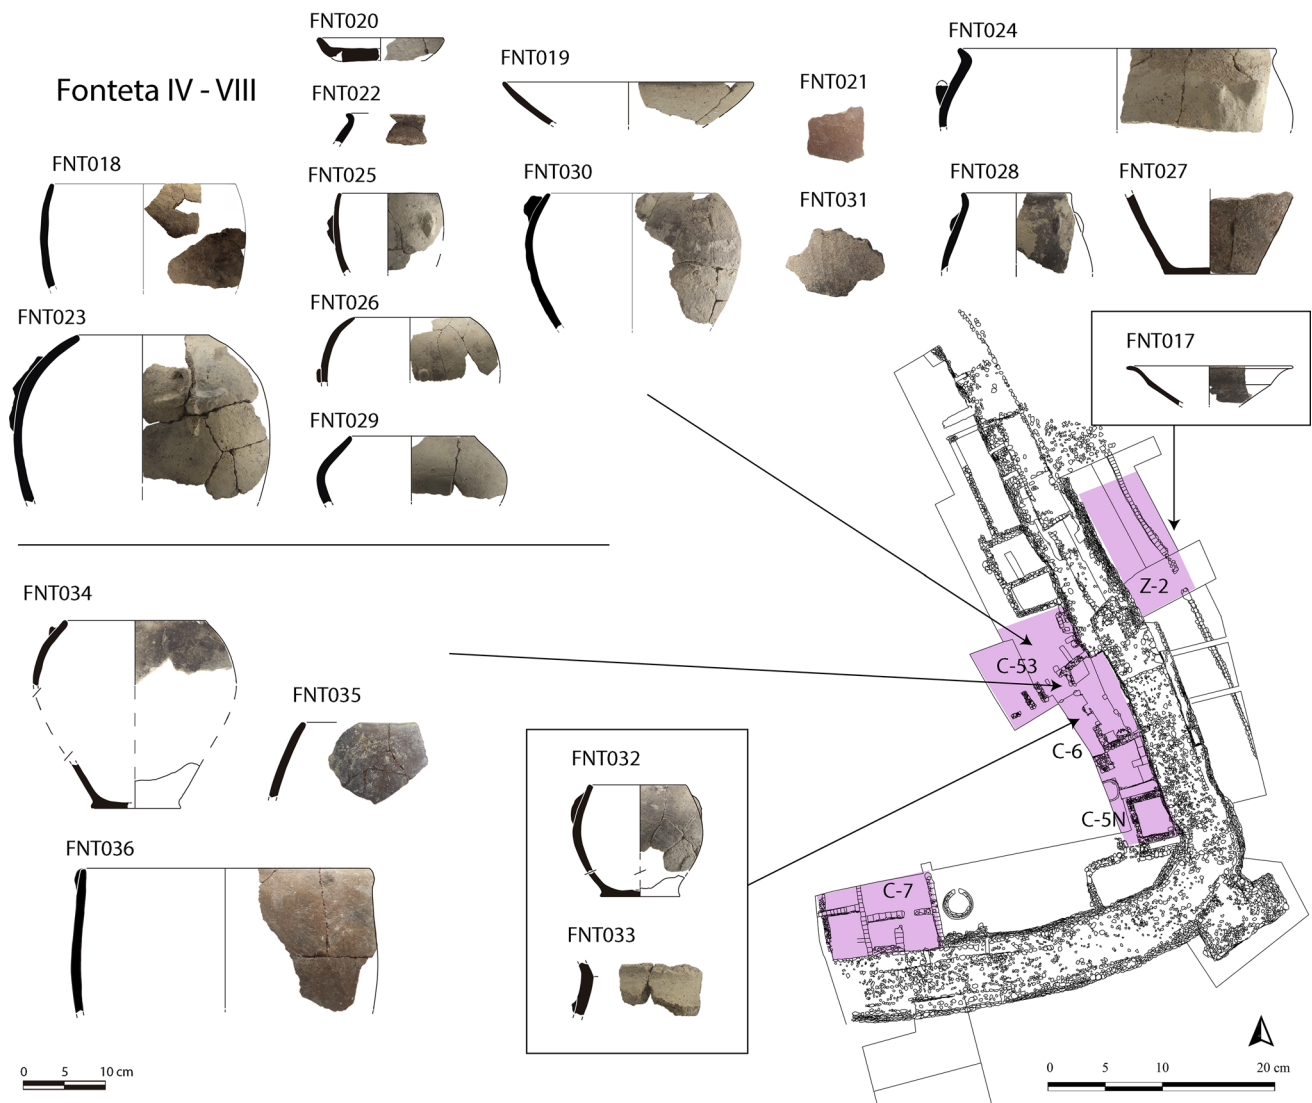 Fonteta IV - VIII
FNT020
FNT019
FNT024
FNT022
FNT021
FNT018
FNT025
FNT030
FNT031
FNT028
FNT027
FNT023
FNT026
FNT029
FNT017
Z-2
C-53
C-6
C-5N
C-7
FNT034
FNT035
FNT036
FNT032
FNT033
0 5 10 cm
0 5 10 20 cm